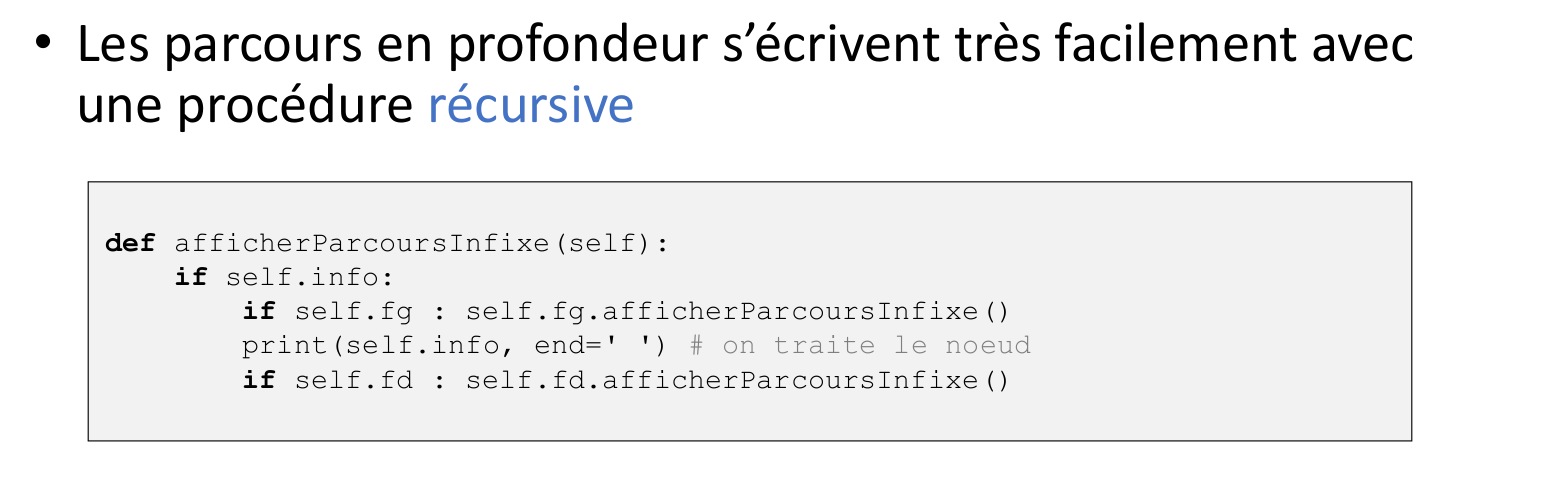 • Les parcours en profondeur s’écrivent très facilement avec
une procédure récursive
def afficherParcoursInfixe(self):
    if self.info:
        if self.fg : self.fg.afficherParcoursInfixe()
        print(self.info, end=' ') # on traite le noeud
        if self.fd : self.fd.afficherParcoursInfixe()